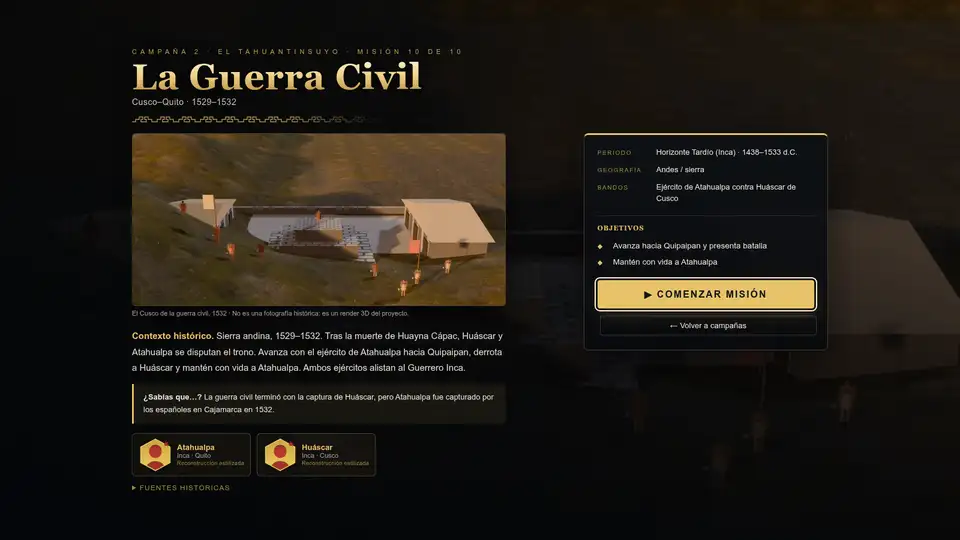 CAMPAÑA 2 · EL TAHUANTINSUYO · MISIÓN 10 DE 10
La Guerra Civil
Cusco–Quito · 1529–1532
El Cusco de la guerra civil, 1532 · No es una fotografía histórica: es un render 3D del proyecto.
Contexto histórico. Sierra andina, 1529–1532. Tras la muerte de Huayna Cápac, Huáscar y
Atahualpa se disputan el trono. Avanza con el ejército de Atahualpa hacia Quipaipan, derrota
a Huáscar y mantén con vida a Atahualpa. Ambos ejércitos alistan al Guerrero Inca.
¿Sabías que...? La guerra civil terminó con la captura de Huáscar, pero Atahualpa fue capturado por
los españoles en Cajamarca en 1532.
Atahualpa
Inca · Quito
Reconstrucción estilizada
Huáscar
Inca · Cusco
Reconstrucción estilizada
▶ FUENTES HISTÓRICAS
PERIODO
Horizonte Tardío (Inca) · 1438–1533 d.C.
GEOGRAFÍA
Andes / sierra
BANDOS
Ejército de Atahualpa contra Huáscar de
Cusco
OBJETIVOS
◆ Avanza hacia Quipaipan y presenta batalla
◆ Mantén con vida a Atahualpa
▶ COMENZAR MISIÓN
← Volver a campañas